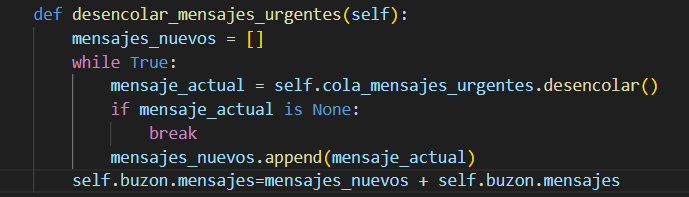 def desencolar_mensajes_urgentes(self):
    mensajes_nuevos = []
    while True:
        mensaje_actual = self.cola_mensajes_urgentes.desencolar()
        if mensaje_actual is None:
            break
        mensajes_nuevos.append(mensaje_actual)
    self.buzon.mensajes=mensajes_nuevos + self.buzon.mensajes